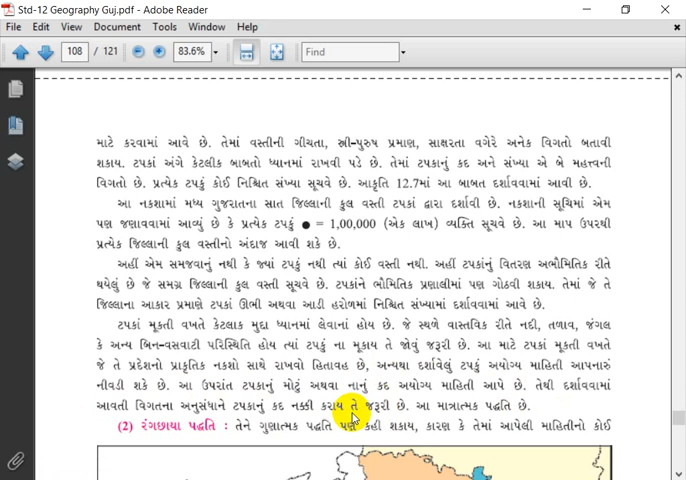 Std-12 Geography Guj.pdf - Adobe Reader
File Edit View Document Tools Window Help
108 / 121 83.6% Find
માટે કરવામાં આવે છે. તેમાં વસ્તીની ગીચતા, સ્ત્રી-પુરુષ પ્રમાણ, સાક્ષરતા વગેરે અનેક વિગતો બતાવી
શકાય. ટપકાં અંગે કેટલીક બાબતો ધ્યાનમાં રાખવી પડે છે. તેમાં ટપકાનું કદ અને સંખ્યા એ બે મહત્ત્વની
વિગતો છે. પ્રત્યેક ટપકું કોઈ નિશ્ચિત સંખ્યા સૂચવે છે. આકૃતિ 12.7માં આ બાબત દર્શાવવામાં આવી છે.
આ નકશામાં મધ્ય ગુજરાતના સાત જિલ્લાની કુલ વસ્તી ટપકાં દ્વારા દર્શાવી છે. નકશાની સૂચિમાં એમ
પણ જણાવવામાં આવ્યું છે કે પ્રત્યેક ટપકું ● = 1,00,000 (એક લાખ) વ્યક્તિ સૂચવે છે. આ માપ ઉપરથી
પ્રત્યેક જિલ્લાની કુલ વસ્તીનો અંદાજ આવી શકે છે.
અહીં એમ સમજવાનું નથી કે જ્યાં ટપકું નથી ત્યાં કોઈ વસ્તી નથી. અહીં ટપકાંનું વિતરણ અભૌમિતિક રીતે
થયેલું છે જે સમગ્ર જિલ્લાની કુલ વસ્તી સૂચવે છે. ટપકાંને ભૌમિતિક પ્રણાલીમાં પણ ગોઠવી શકાય. તેમાં જે તે
જિલ્લાના આકાર પ્રમાણે ટપકાં ઊભી અથવા આડી હરોળમાં નિશ્ચિત સંખ્યામાં દર્શાવવામાં આવે છે.
ટપકાં મૂકતી વખતે કેટલાક મુદ્દા ધ્યાનમાં લેવાનાં હોય છે. જે સ્થળે વાસ્તવિક રીતે નદી, તળાવ, જંગલ
કે અન્ય બિન-વસવાટી પરિસ્થિતિ હોય ત્યાં ટપકું ના મૂકાય તે જોવું જરૂરી છે. આ માટે ટપકાં મૂકતી વખતે
જે તે પ્રદેશનો પ્રાકૃતિક નકશો સાથે રાખવો હિતાવહ છે, અન્યથા દર્શાવેલું ટપકું અયોગ્ય માહિતી આપનારું
નીવડી શકે છે. આ ઉપરાંત ટપકાનું મોટું અથવા નાનું કદ અયોગ્ય માહિતી આપે છે. તેથી દર્શાવવામાં
આવતી વિગતના અનુસંધાને ટપકાનું કદ નક્કી કરાય તે જરૂરી છે. આ માત્રાત્મક પદ્ધતિ છે.
(2) રંગછાયા પદ્ધતિ : તેને ગુણાત્મક પદ્ધતિ પણ કહી શકાય, કારણ કે તેમાં આપેલી માહિતીનો કોઈ